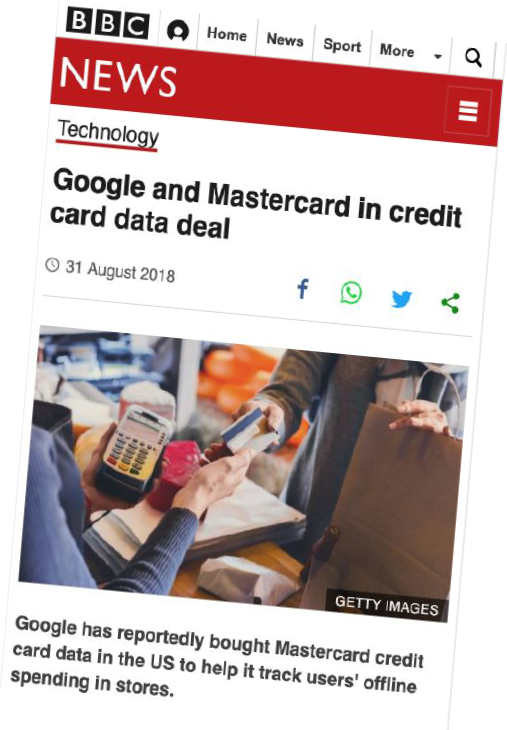 BBC Home News Sport More
NEWS
Technology
Google and Mastercard in credit
card data deal
31 August 2018
GETTY IMAGES
Google has reportedly bought Mastercard credit
card data in the US to help it track users' offline
spending in stores.